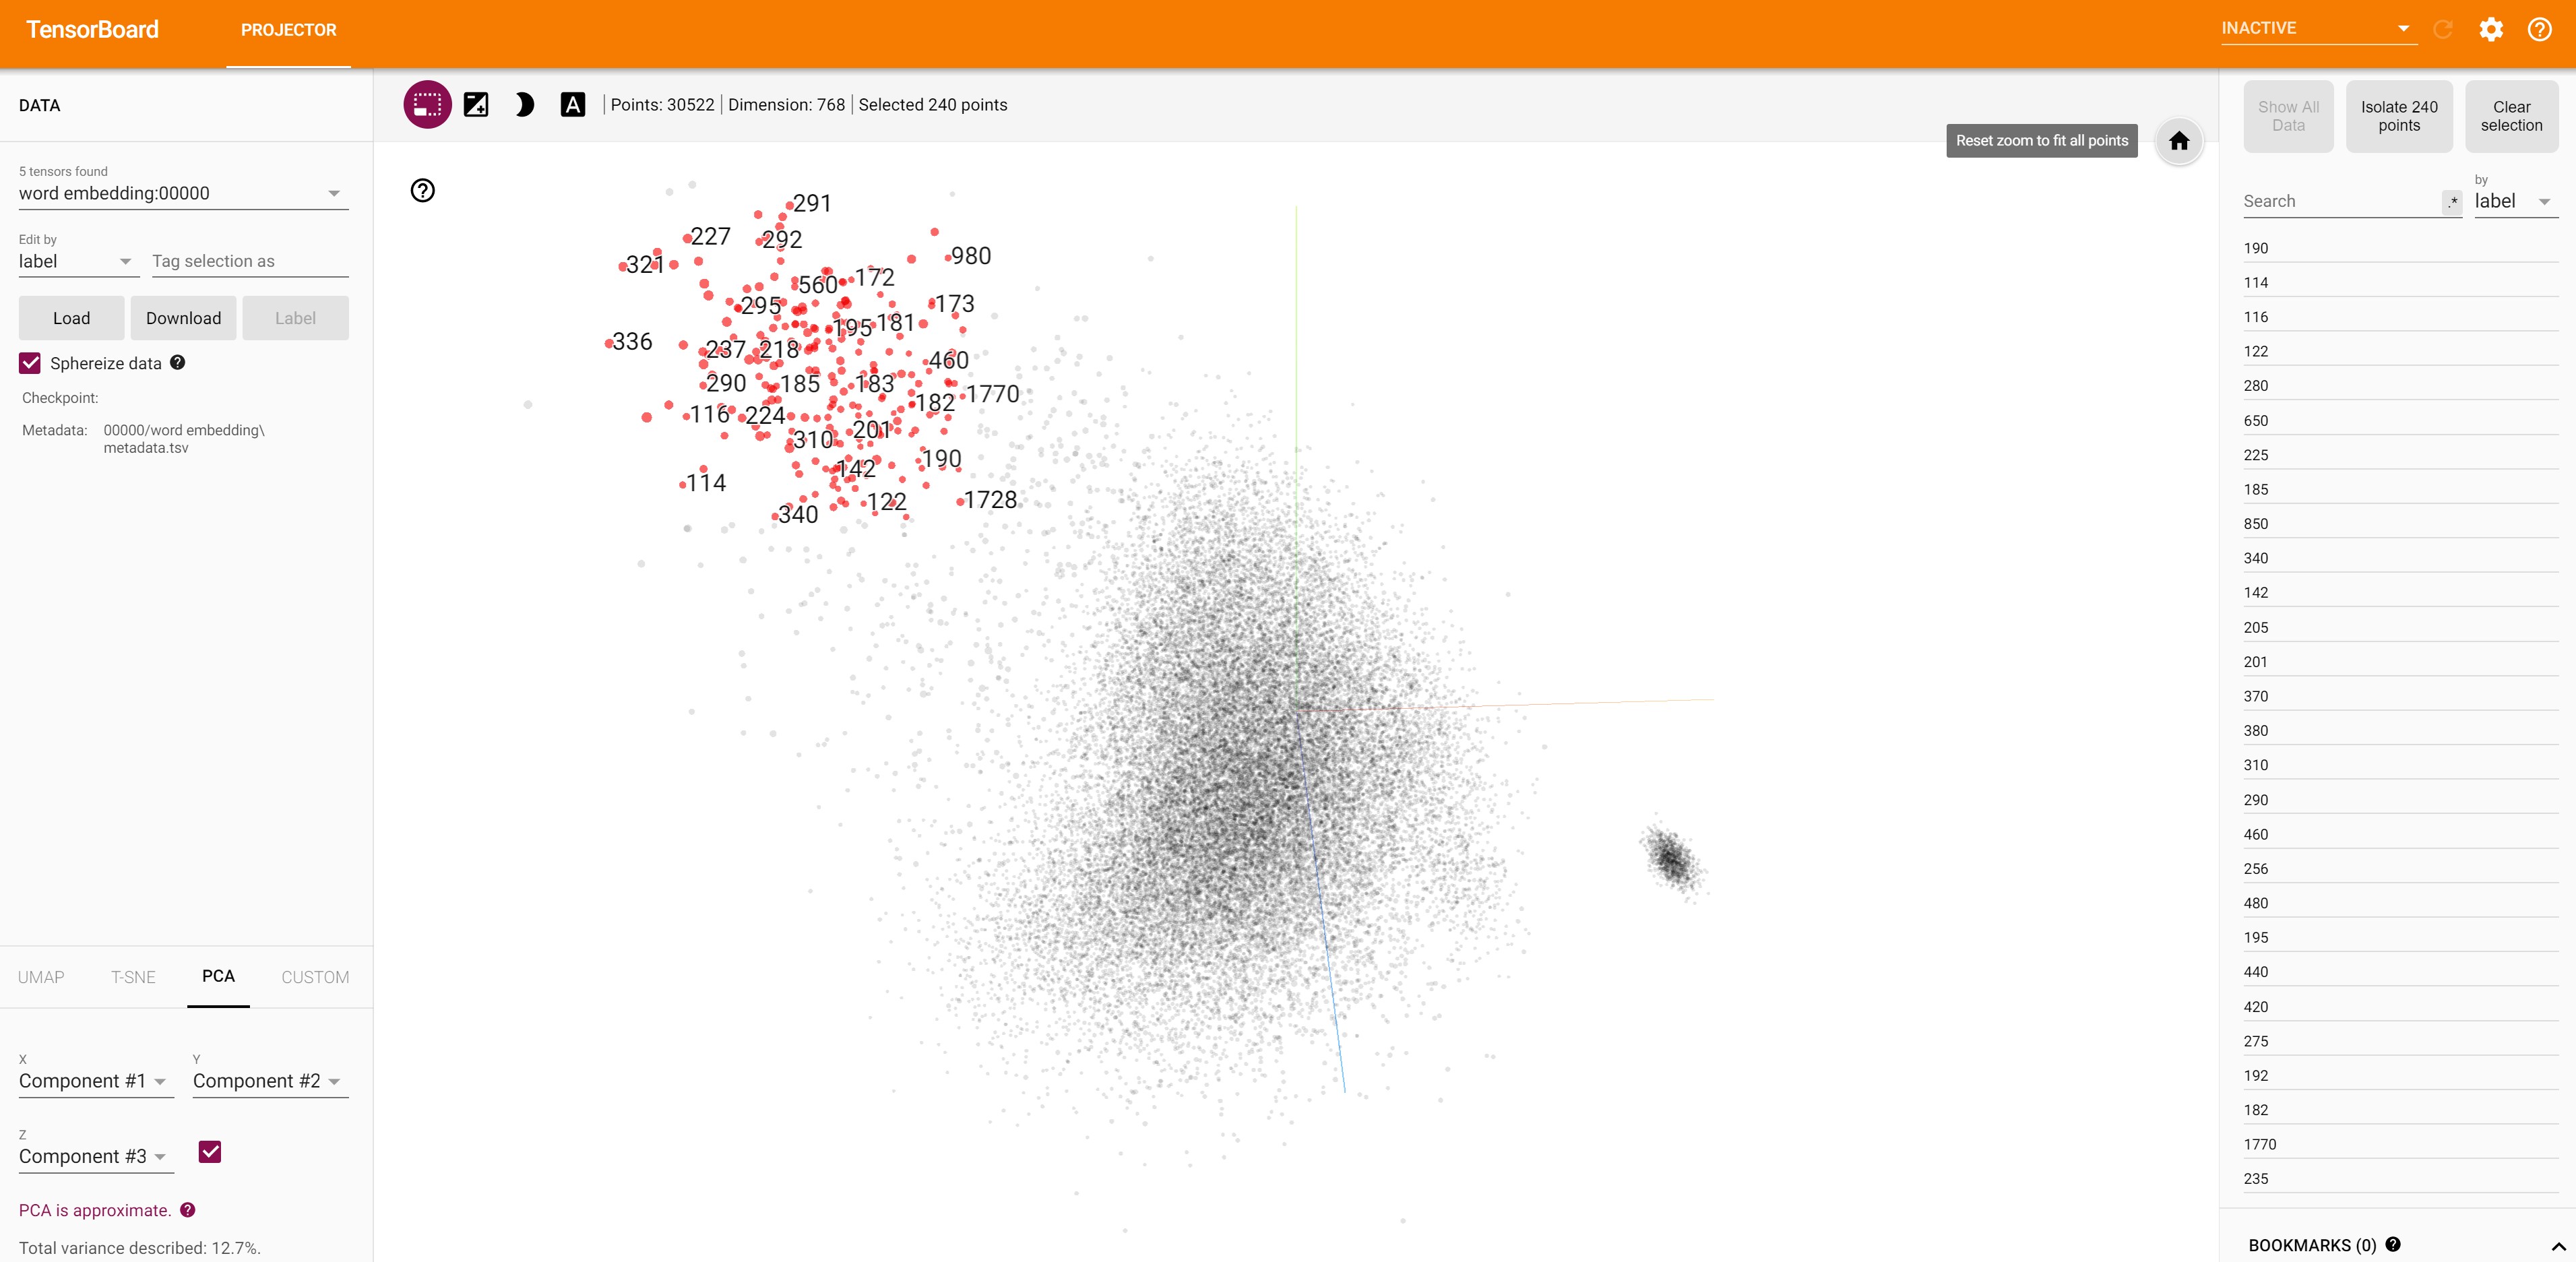 TensorBoard
PROJECTOR
INACTIVE
DATA
5 tensors found
word embedding:00000
Edit by
label
Tag selection as
Load
Download
Label
Sphereize data
Checkpoint:
Metadata: 00000/word embedding\
metadata.tsv
UMAP
T-SNE
PCA
CUSTOM
X
Component #1
Y
Component #2
Z
Component #3
PCA is approximate.
Total variance described: 12.7%.
A
Points: 30522
Dimension: 768
Selected 240 points
Reset zoom to fit all points
291
227
292
321
980
560
172
295
173
195
181
336
237
218
460
290
185
183
1770
182
116
224
201
310
190
142
114
122
1728
340
Show All
Data
Isolate 240
points
Clear
selection
Search
.*
by
label
190
114
116
122
280
650
225
185
850
340
142
205
201
370
380
310
290
460
256
480
195
440
420
275
192
182
1770
235
BOOKMARKS (0)